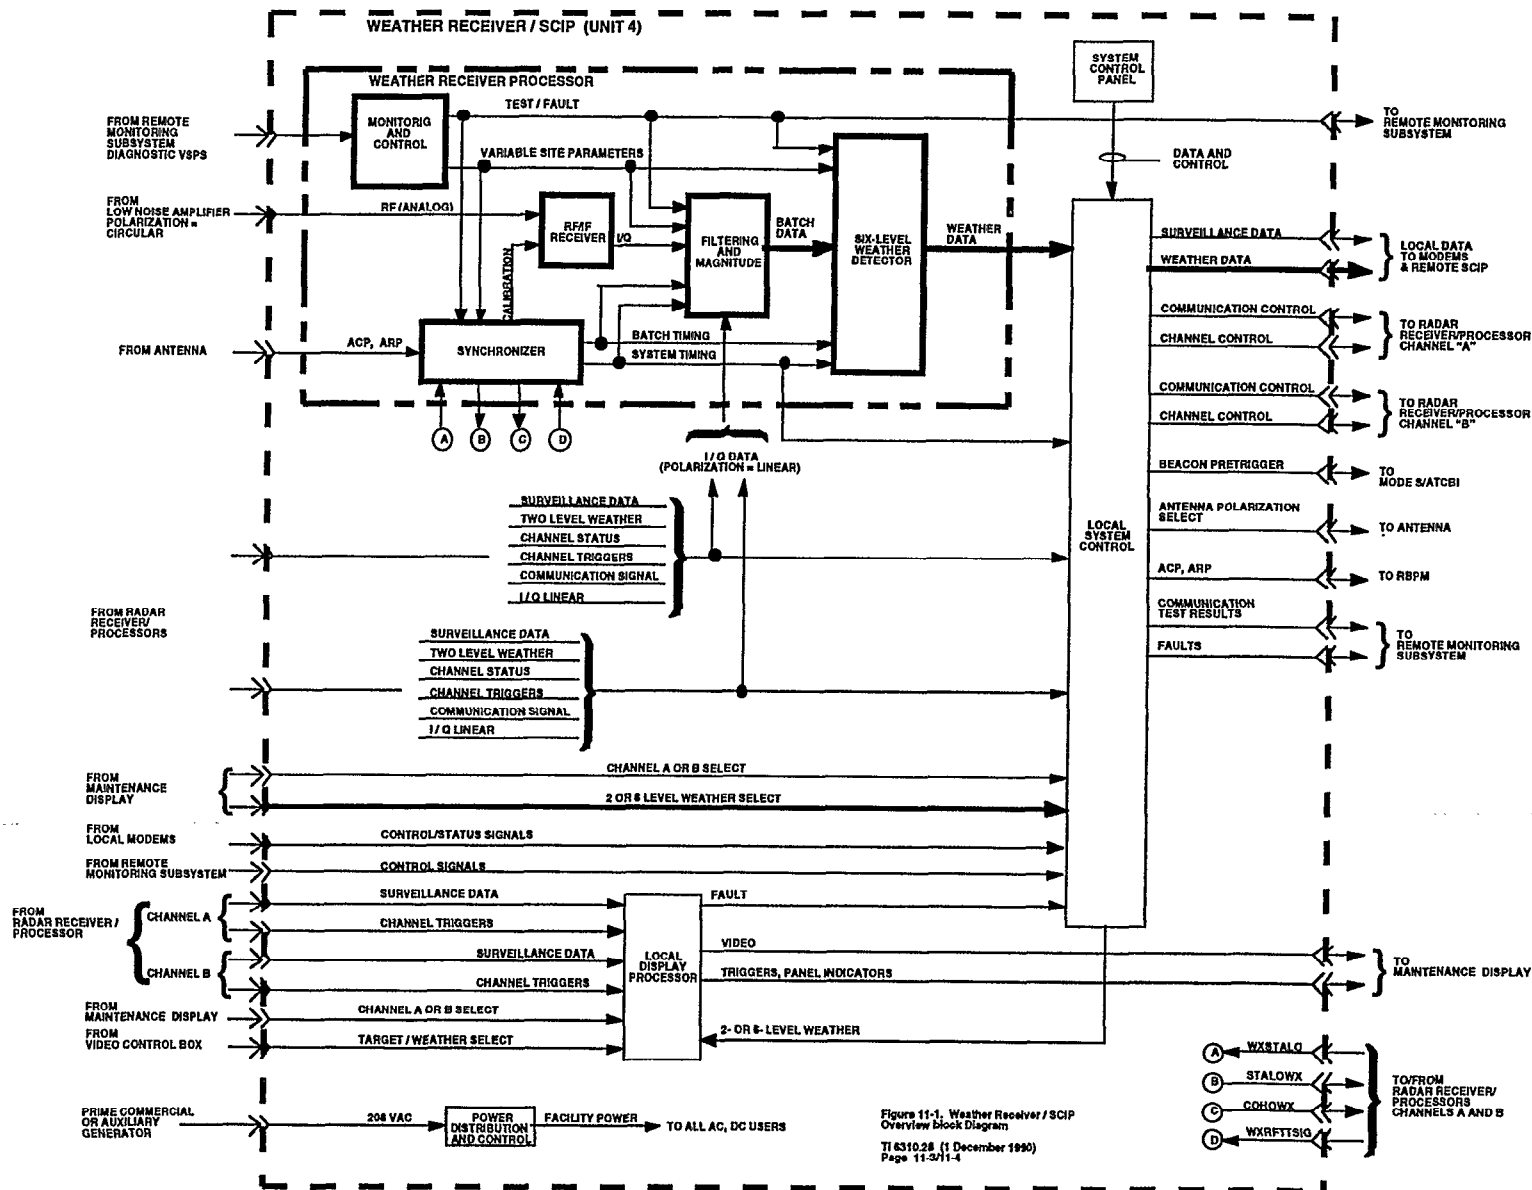 WEATHER RECEIVER / SCIP (UNIT 4)
SYSTEM
CONTROL
PANEL
WEATHER RECEIVER PROCESSOR
TEST / FAULT
FROM REMOTE
MONITORING
SUBSYSTEM
DIAGNOSTIC VSPS
MONITORIG
AND
CONTROL
TO
REMOTE MONITORING
SUBSYSTEM
VARIABLE SITE PARAMETERS
DATA AND
CONTROL
FROM
LOW NOISE AMPLIFIER
POLARIZATION =
CIRCULAR
RF (ANALOG)
RF/IF
RECEIVER
I/Q
FILTERING
AND
MAGNITUDE
BATCH
DATA
SIX-LEVEL
WEATHER
DETECTOR
WEATHER
DATA
CALIBRATION
SURVEILLANCE DATA
WEATHER DATA
LOCAL DATA
TO MODEMS
& REMOTE SCIP
COMMUNICATION CONTROL
CHANNEL CONTROL
TO RADAR
RECEIVER/PROCESSOR
CHANNEL "A"
FROM ANTENNA
ACP, ARP
SYNCHRONIZER
BATCH TIMING
SYSTEM TIMING
COMMUNICATION CONTROL
CHANNEL CONTROL
TO RADAR
RECEIVER/PROCESSOR
CHANNEL "B"
A
B
C
D
I / Q DATA
(POLARIZATION = LINEAR)
BEACON PRETRIGGER
TO
MODE S/ATCBI
SURVEILLANCE DATA
TWO LEVEL WEATHER
CHANNEL STATUS
CHANNEL TRIGGERS
COMMUNICATION SIGNAL
I / Q LINEAR
ANTENNA POLARIZATION
SELECT
TO ANTENNA
LOCAL
SYSTEM
CONTROL
ACP, ARP
TO RBPM
FROM RADAR
RECEIVER/
PROCESSORS
COMMUNICATION
TEST RESULTS
FAULTS
TO
REMOTE MONITORING
SUBSYSTEM
SURVEILLANCE DATA
TWO LEVEL WEATHER
CHANNEL STATUS
CHANNEL TRIGGERS
COMMUNICATION SIGNAL
I / Q LINEAR
FROM
MAINTENANCE
DISPLAY
CHANNEL A OR B SELECT
2 OR 6 LEVEL WEATHER SELECT
FROM
LOCAL MODEMS
CONTROL/STATUS SIGNALS
FROM REMOTE
MONITORING SUBSYSTEM
CONTROL SIGNALS
FROM
RADAR RECEIVER /
PROCESSOR
CHANNEL A
SURVEILLANCE DATA
CHANNEL TRIGGERS
CHANNEL B
SURVEILLANCE DATA
CHANNEL TRIGGERS
LOCAL
DISPLAY
PROCESSOR
FAULT
VIDEO
TRIGGERS, PANEL INDICATORS
TO
MAINTENANCE DISPLAY
FROM
MAINTENANCE DISPLAY
CHANNEL A OR B SELECT
FROM
VIDEO CONTROL BOX
TARGET / WEATHER SELECT
2- OR 6- LEVEL WEATHER
A
WXSTALO
B
STALOWX
C
COHOWX
D
WXRFTTSIG
TO/FROM
RADAR RECEIVER/
PROCESSORS
CHANNELS A AND B
PRIME COMMERCIAL
OR AUXILIARY
GENERATOR
208 VAC
POWER
DISTRIBUTION
AND CONTROL
FACILITY POWER
TO ALL AC, DC USERS
Figure 11-1. Weather Receiver / SCIP
Overview block Diagram
TI 6310.28 (1 December 1990)
Page 11-3/11-4